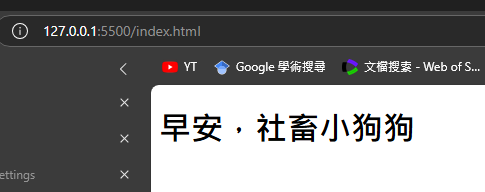 127.0.0.1:5500/index.html
YT
Google 學術搜尋
文檔搜索 - Web of S...
早安，社畜小狗狗
ettings